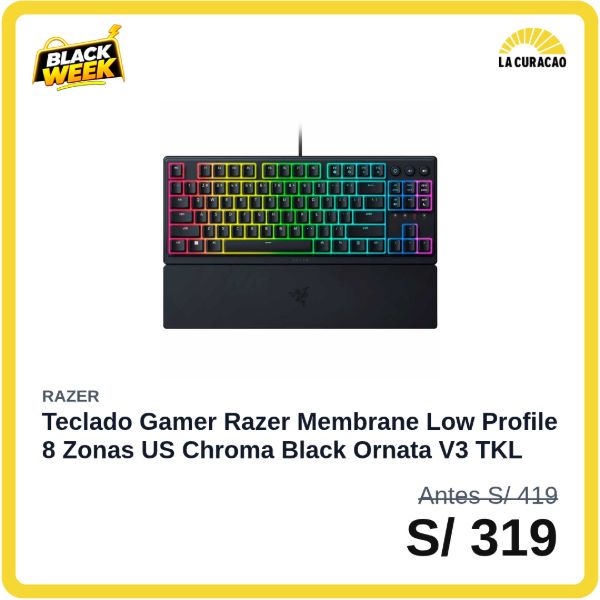 BLACK
WEEK
LA CURACAO
RAZER
Teclado Gamer Razer Membrane Low Profile
8 Zonas US Chroma Black Ornata V3 TKL
Antes S/ 419
S/ 319